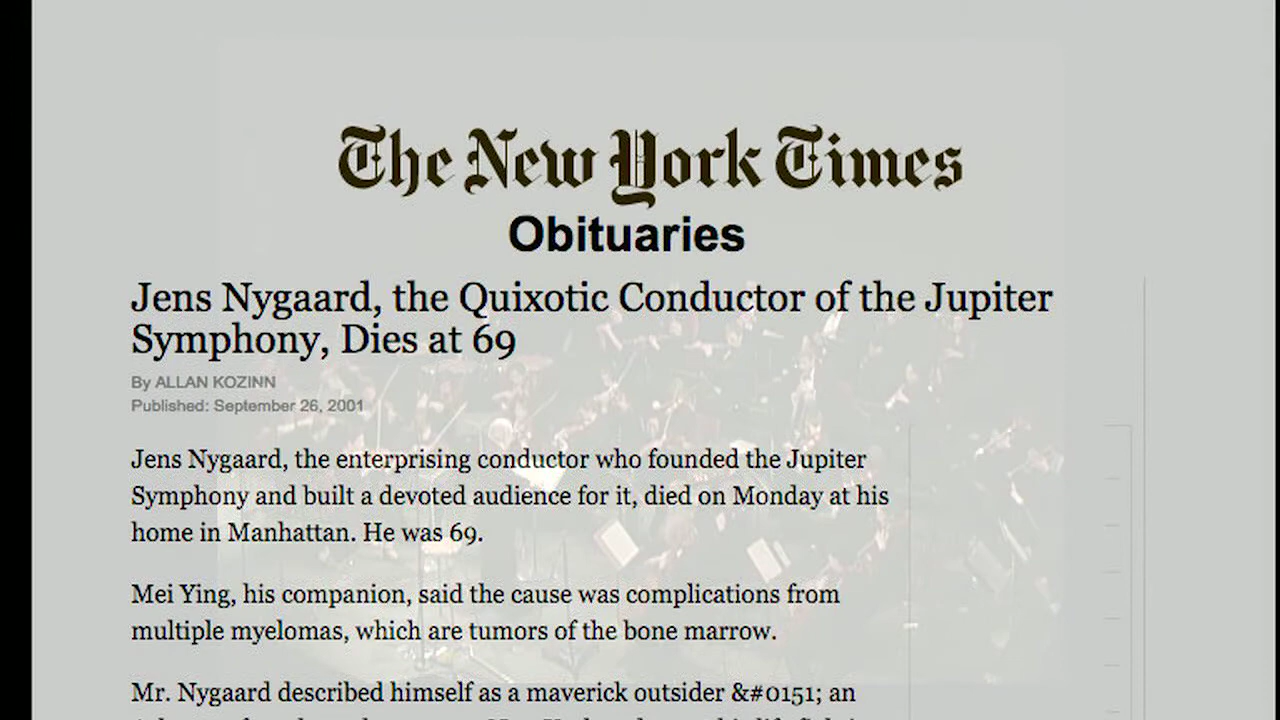 The New York Times
Obituaries
Jens Nygaard, the Quixotic Conductor of the Jupiter
Symphony, Dies at 69
By ALLAN KOZINN
Published: September 26, 2001
Jens Nygaard, the enterprising conductor who founded the Jupiter
Symphony and built a devoted audience for it, died on Monday at his
home in Manhattan. He was 69.
Mei Ying, his companion, said the cause was complications from
multiple myelomas, which are tumors of the bone marrow.
Mr. Nygaard described himself as a maverick outsider &#0151; an